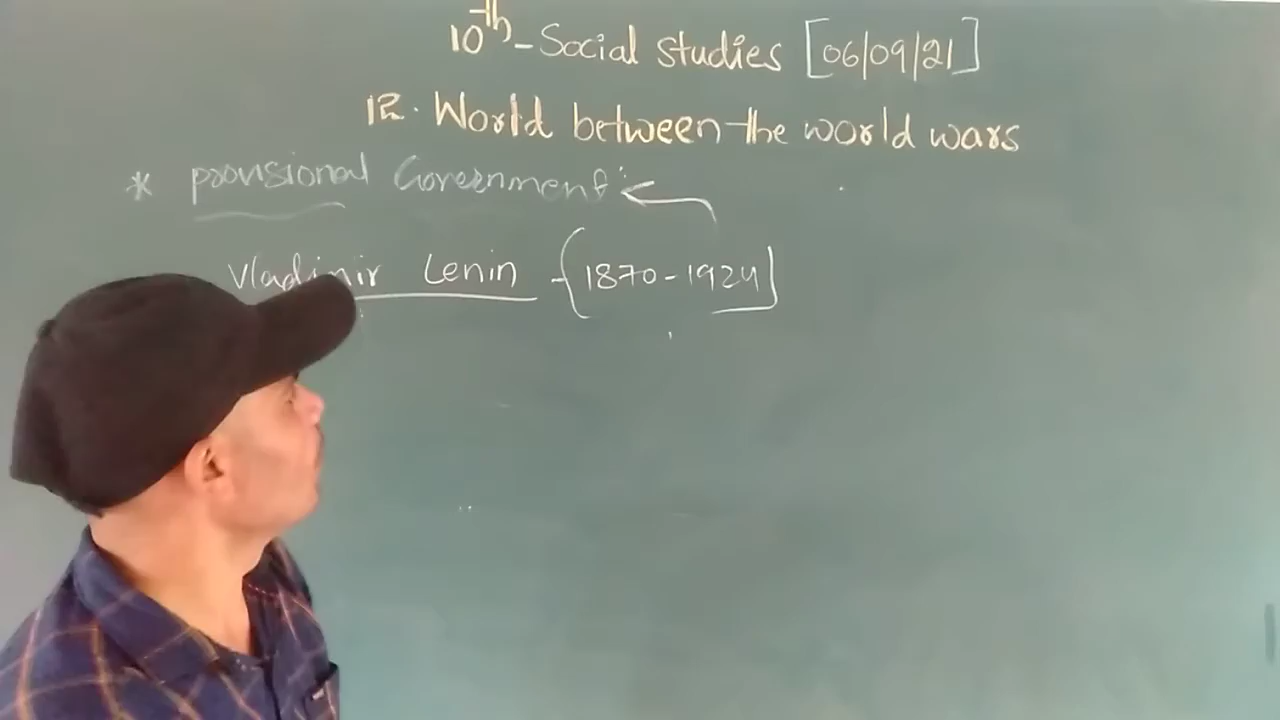 10th - Social studies [06/09/21]
12. World between the world wars
* provisional Government:
Vladimir Lenin - [1870-1924]